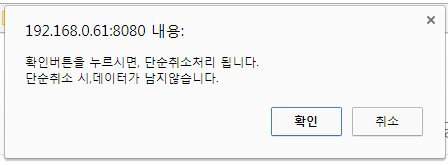 192.168.0.61:8080 내용:
확인버튼을 누르시면, 단순취소처리 됩니다.
단순취소 시,데이터가 남지않습니다.
확인
취소